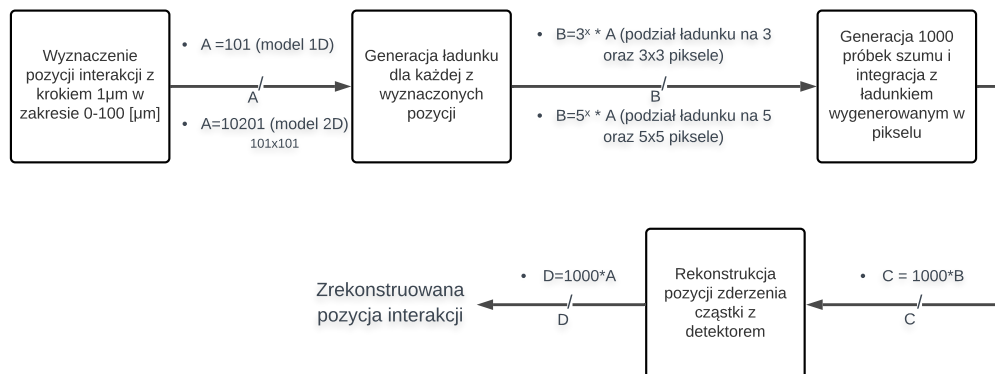 Wyznaczenie
pozycji interakcji z
krokiem 1μm w
zakresie 0-100 [μm]
• A =101 (model 1D)
A
• A=10201 (model 2D)
101x101
Generacja ładunku
dla każdej z
wyznaczonych
pozycji
• B=3ˣ * A (podział ładunku na 3
oraz 3x3 piksele)
B
• B=5ˣ * A (podział ładunku na 5
oraz 5x5 piksele)
Generacja 1000
próbek szumu i
integracja z
ładunkiem
wygenerowanym w
pikselu
• C = 1000*B
C
Rekonstrukcja
pozycji zderzenia
cząstki z
detektorem
• D=1000*A
D
Zrekonstruowana
pozycja interakcji